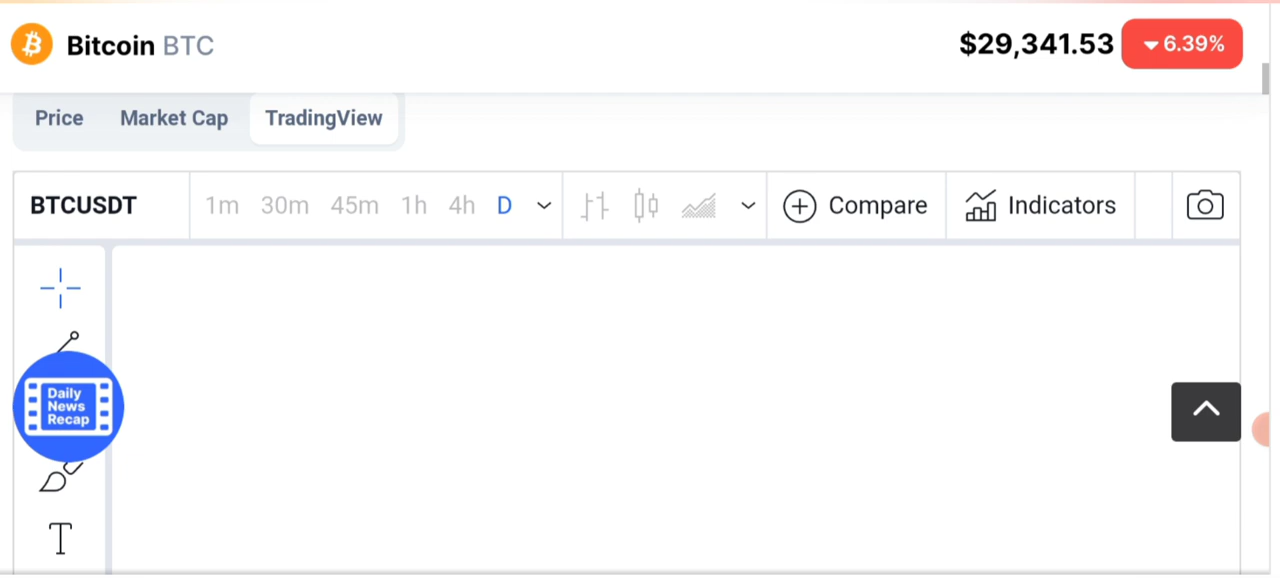 Bitcoin BTC
$29,341.53
6.39%
Price Market Cap TradingView
BTCUSDT 1m 30m 45m 1h 4h D Compare Indicators
Daily
News
Recap
T